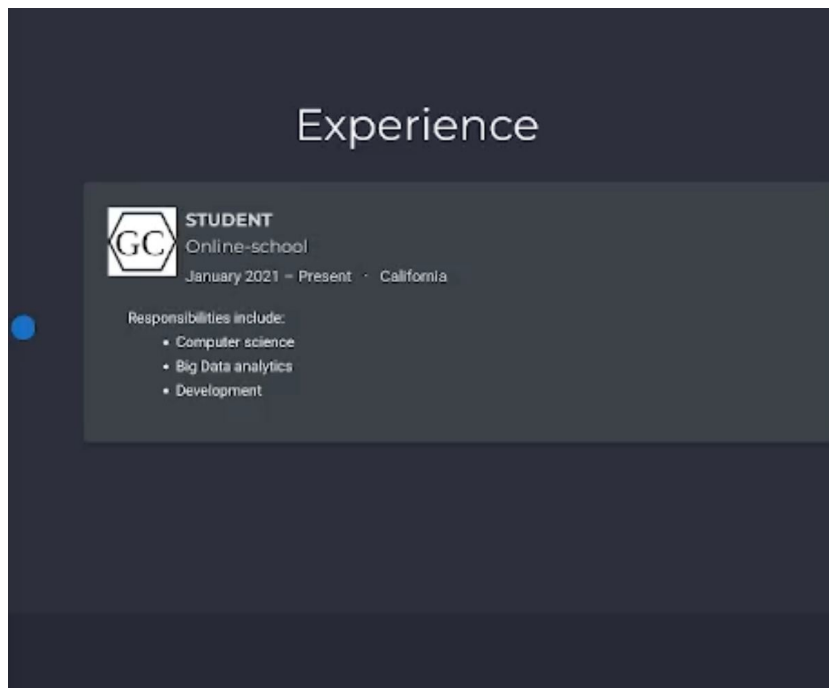 Experience
GC
STUDENT
Online-school
January 2021 – Present · California
Responsibilities include:
• Computer science
• Big Data analytics
• Development